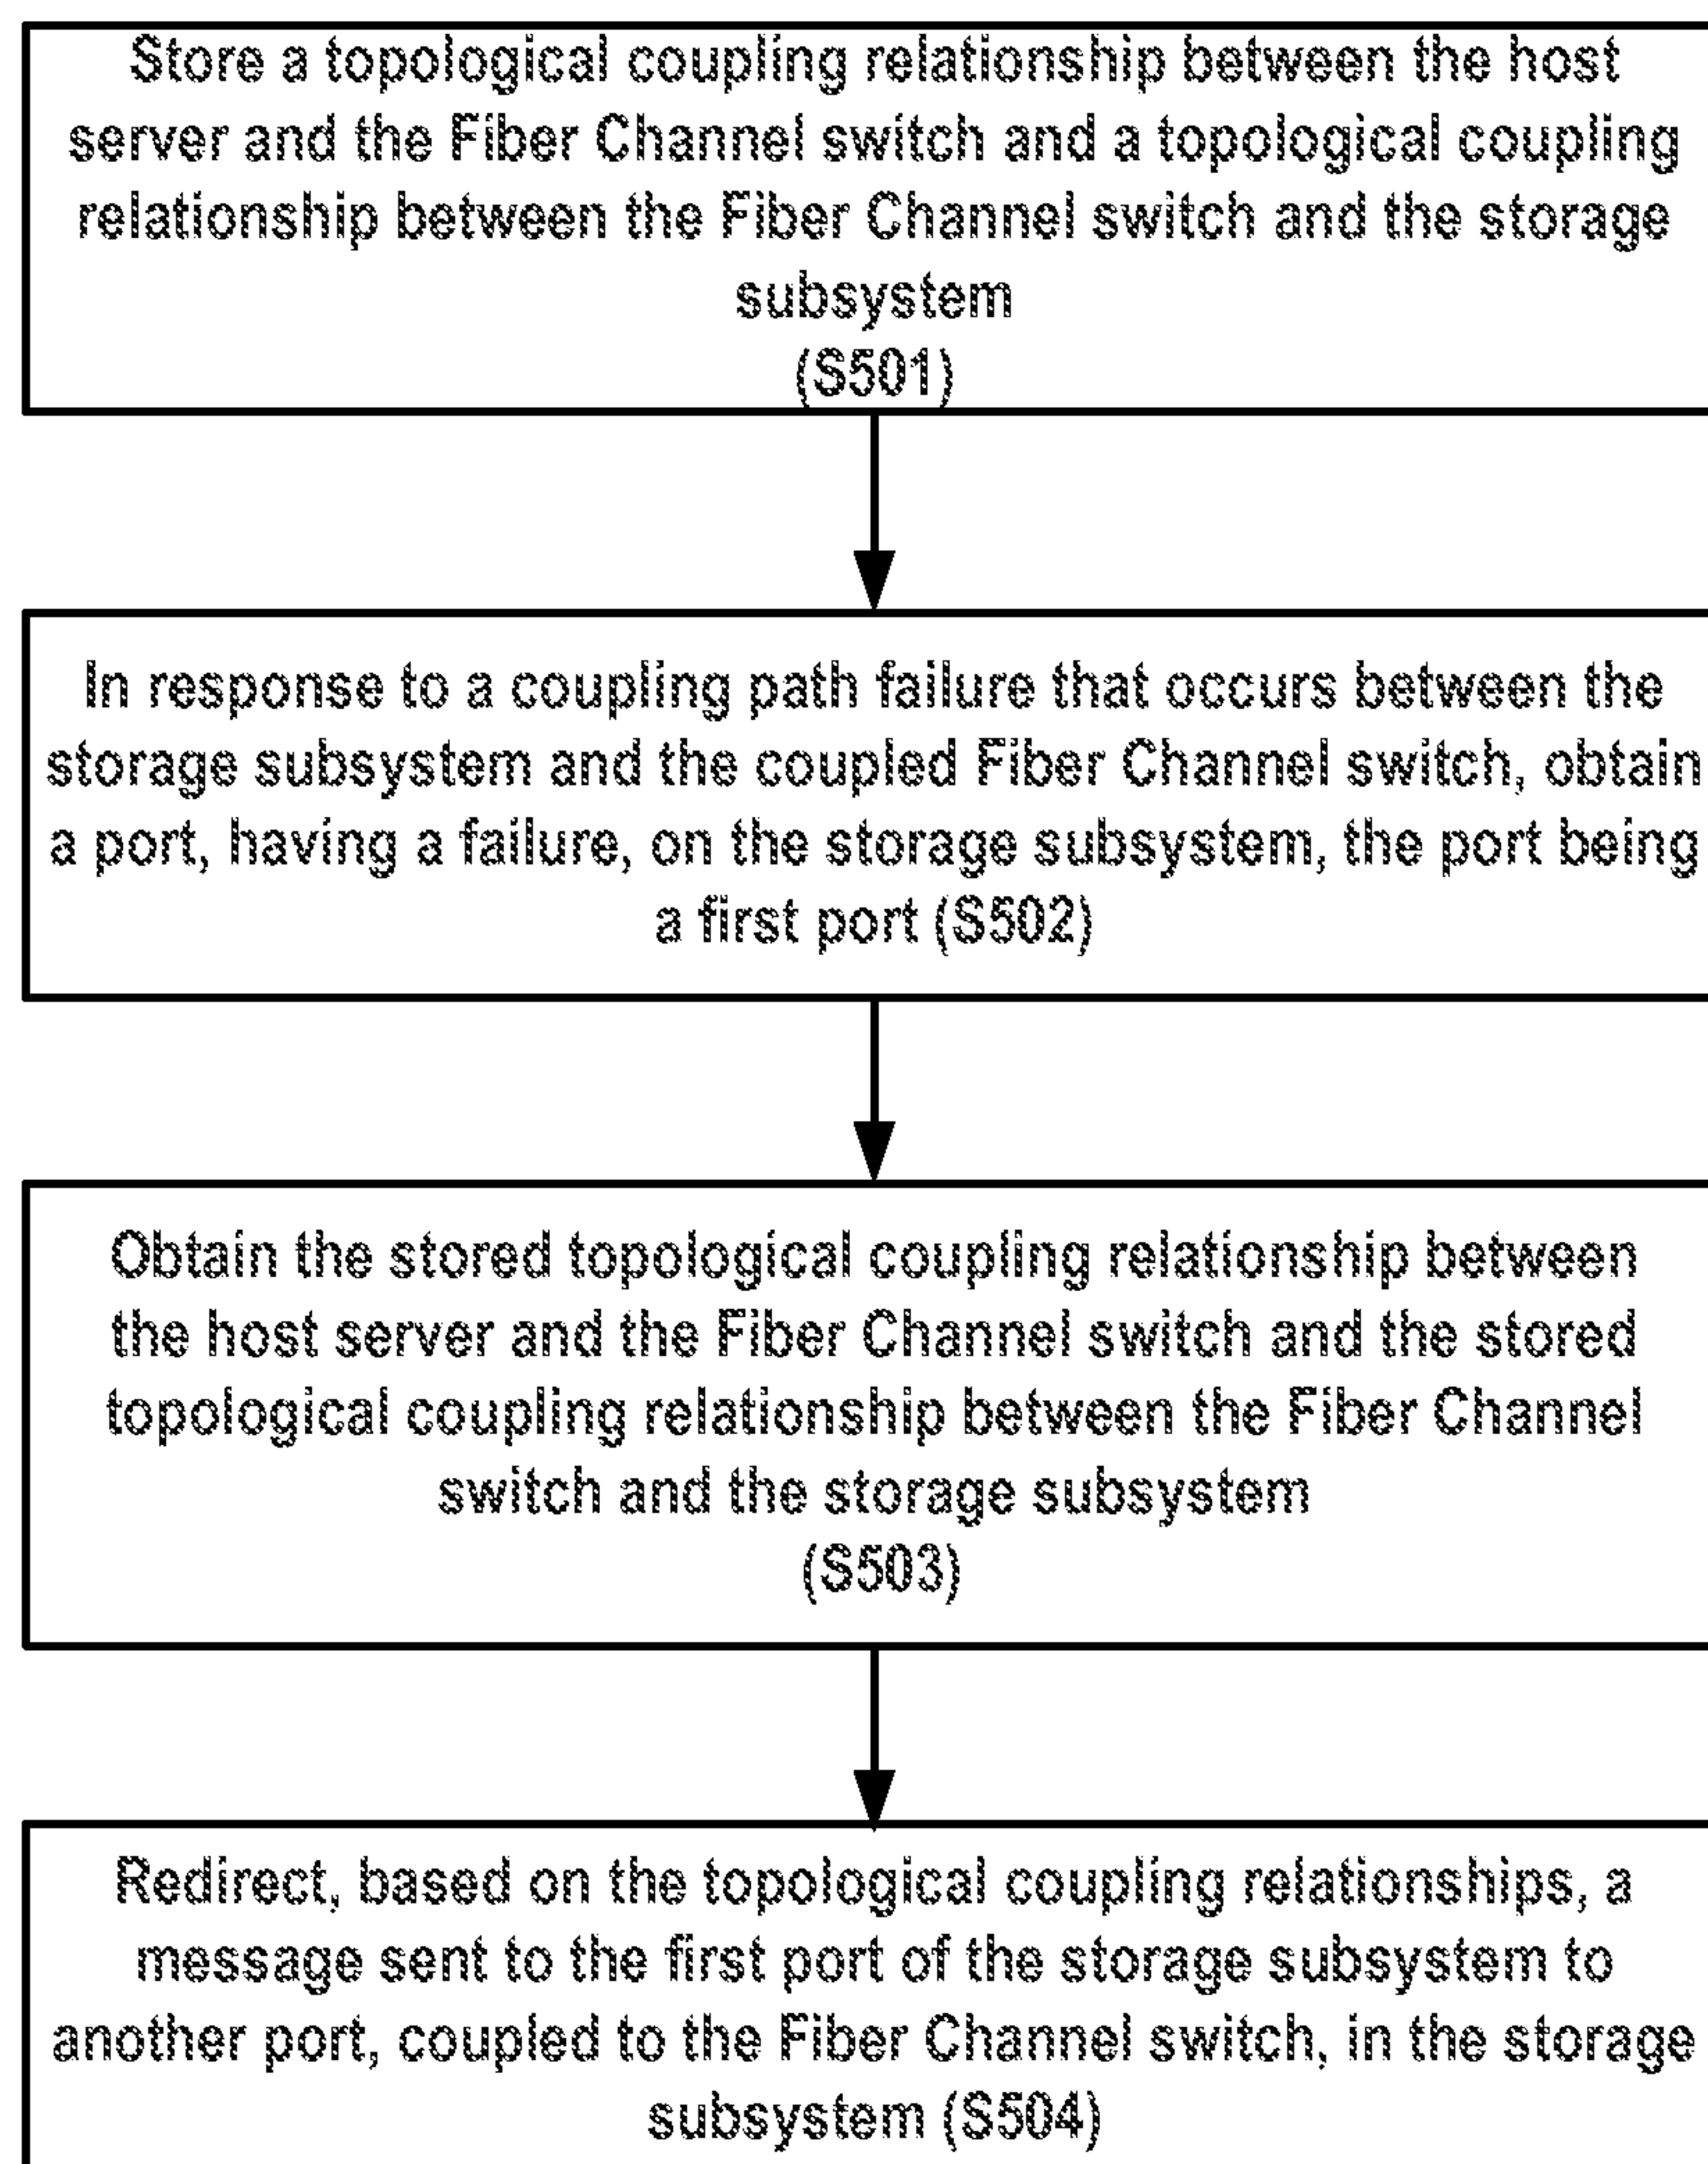 Store a topological coupling relationship between the host
server and the Fiber Channel switch and a topological coupling
relationship between the Fiber Channel switch and the storage
subsystem
(S501)
In response to a coupling path failure that occurs between the
storage subsystem and the coupled Fiber Channel switch, obtain
a port, having a failure, on the storage subsystem, the port being
a first port (S502)
Obtain the stored topological coupling relationship between
the host server and the Fiber Channel switch and the stored
topological coupling relationship between the Fiber Channel
switch and the storage subsystem
(S503)
Redirect, based on the topological coupling relationships, a
message sent to the first port of the storage subsystem to
another port, coupled to the Fiber Channel switch, in the storage
subsystem (S504)